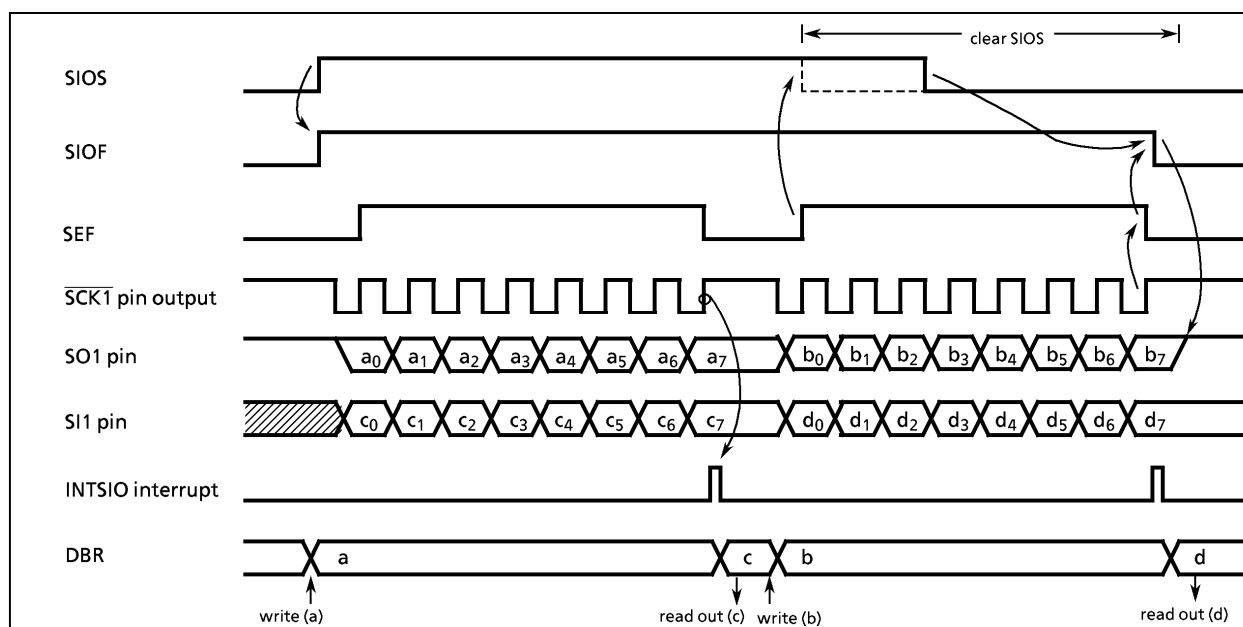 clear SIOS
SIOS
SIOF
SEF
SCK1 pin output
SO1 pin a0 a1 a2 a3 a4 a5 a6 a7 b0 b1 b2 b3 b4 b5 b6 b7
SI1 pin c0 c1 c2 c3 c4 c5 c6 c7 d0 d1 d2 d3 d4 d5 d6 d7
INTSIO interrupt
DBR a c b d
write (a) read out (c) write (b) read out (d)